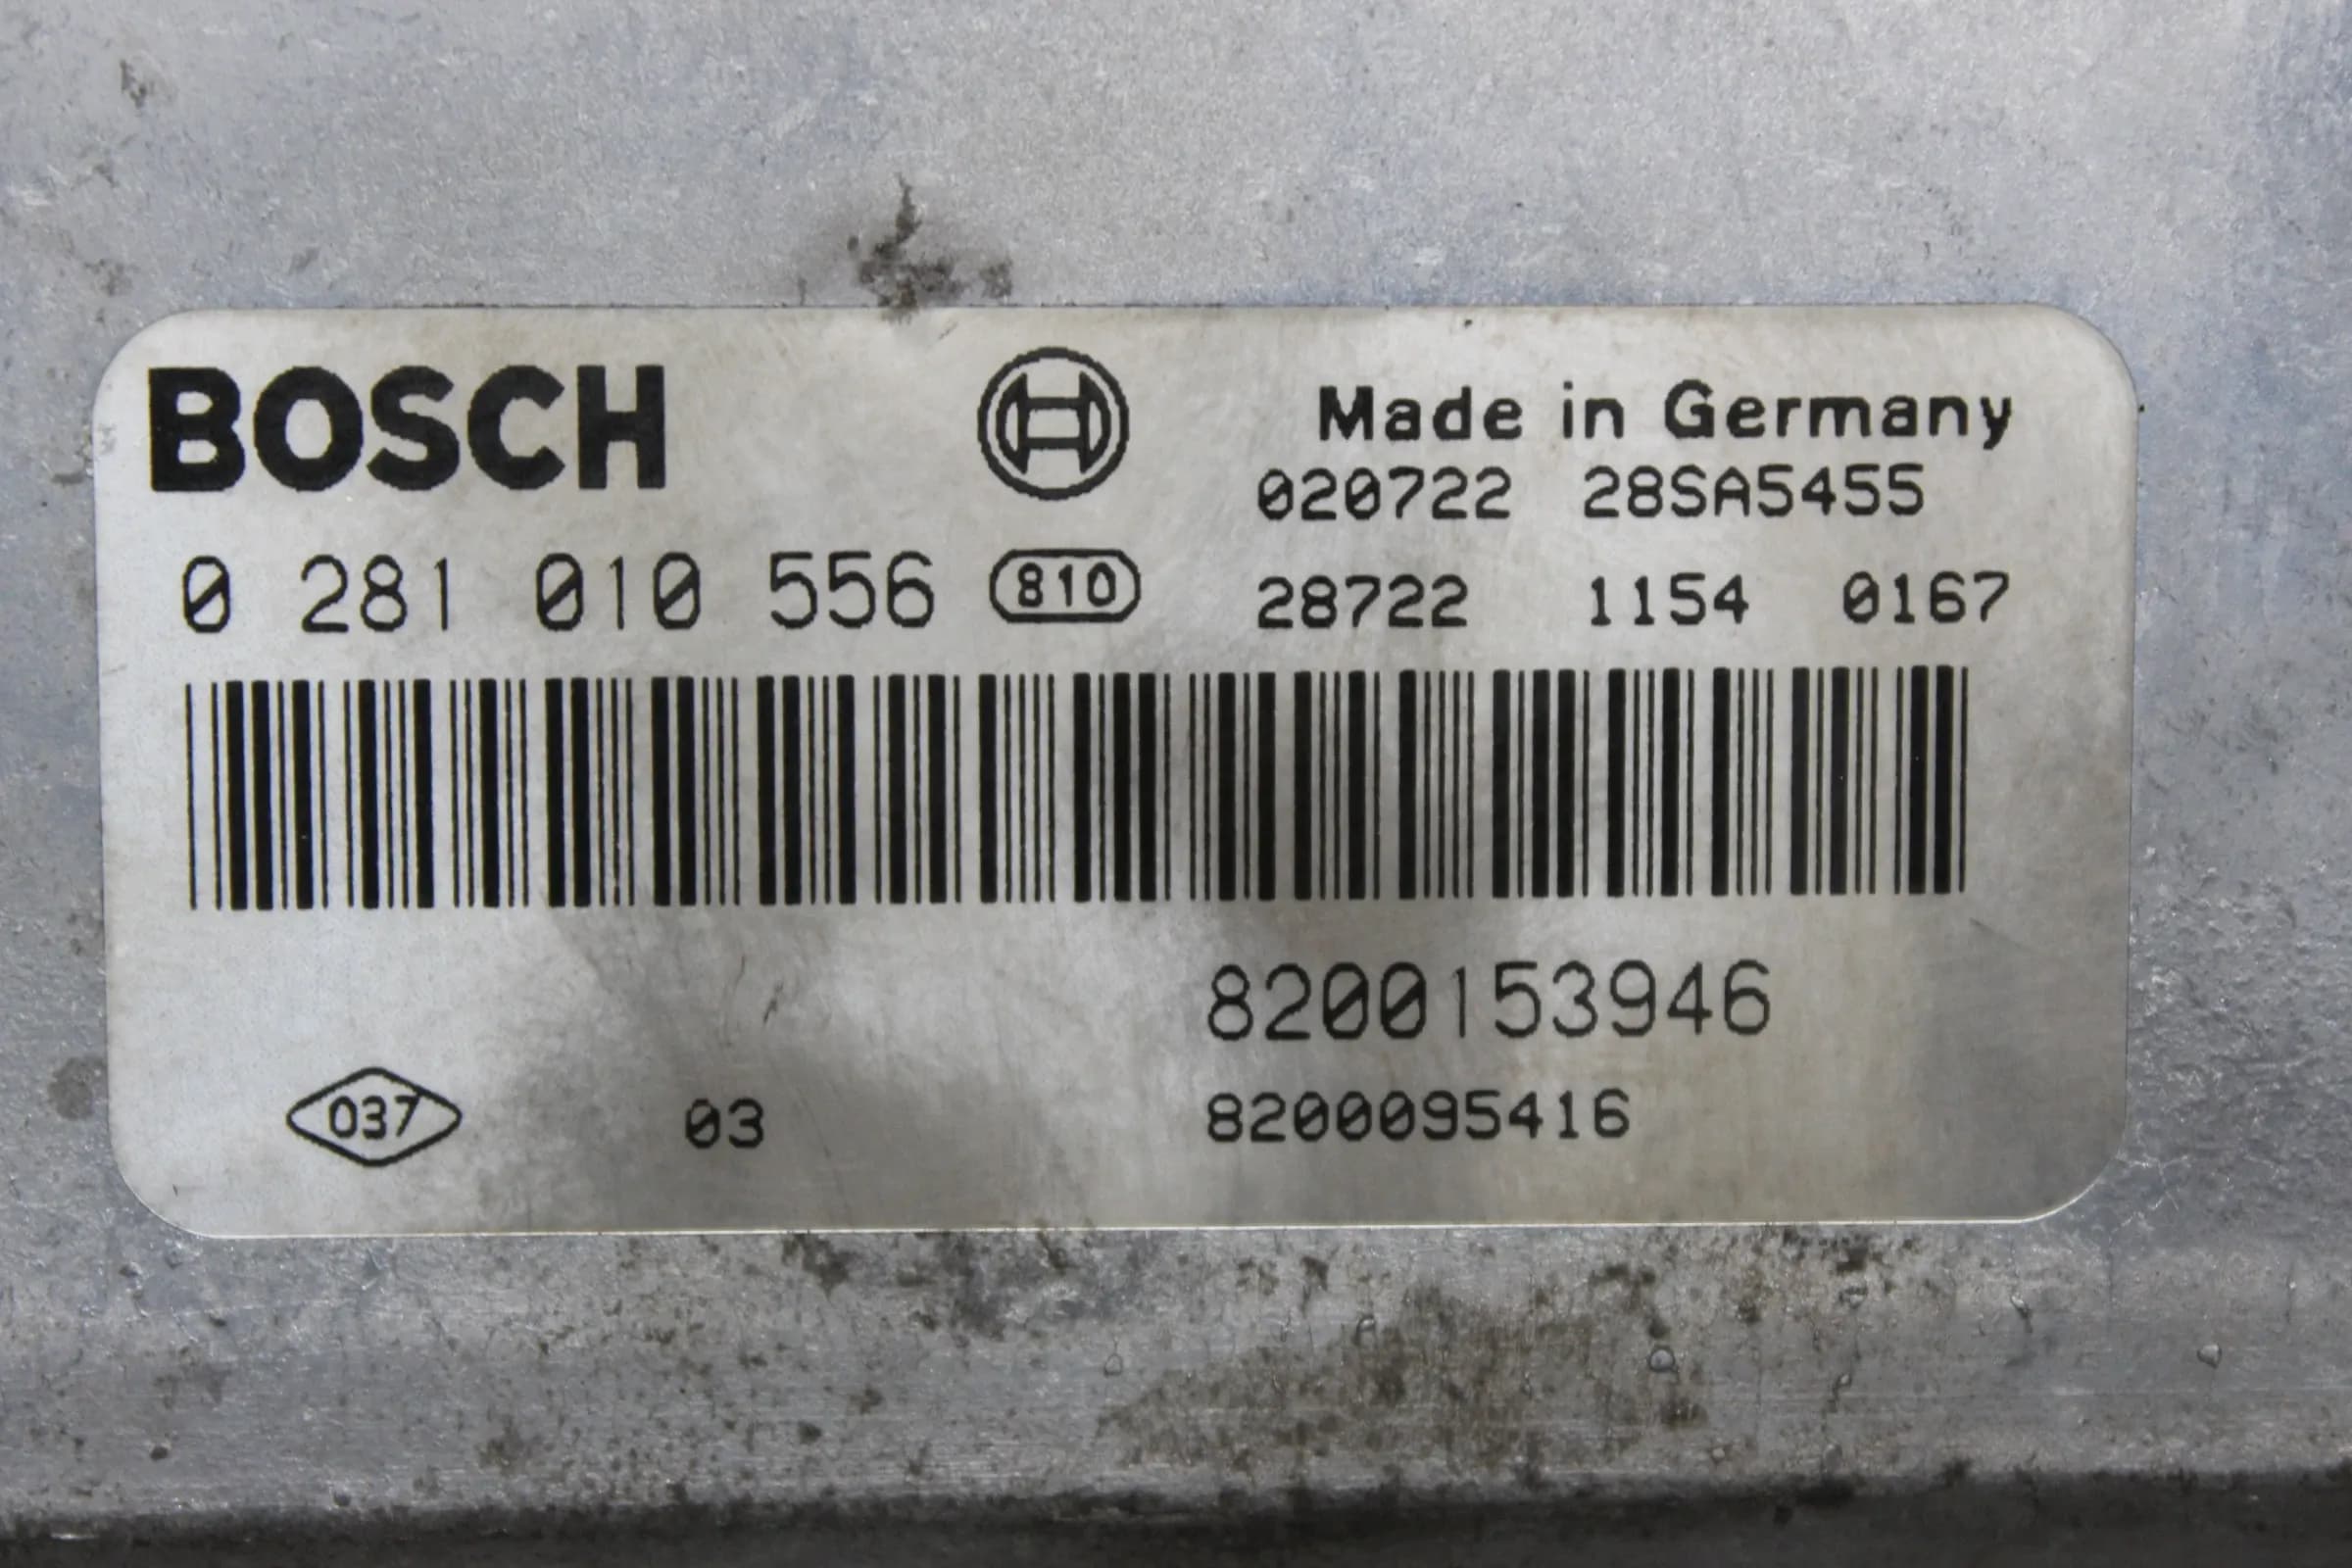 BOSCH
Made in Germany
020722 28SA5455
0 281 010 556 810
28722 1154 0167
8200153946
037 03 8200095416